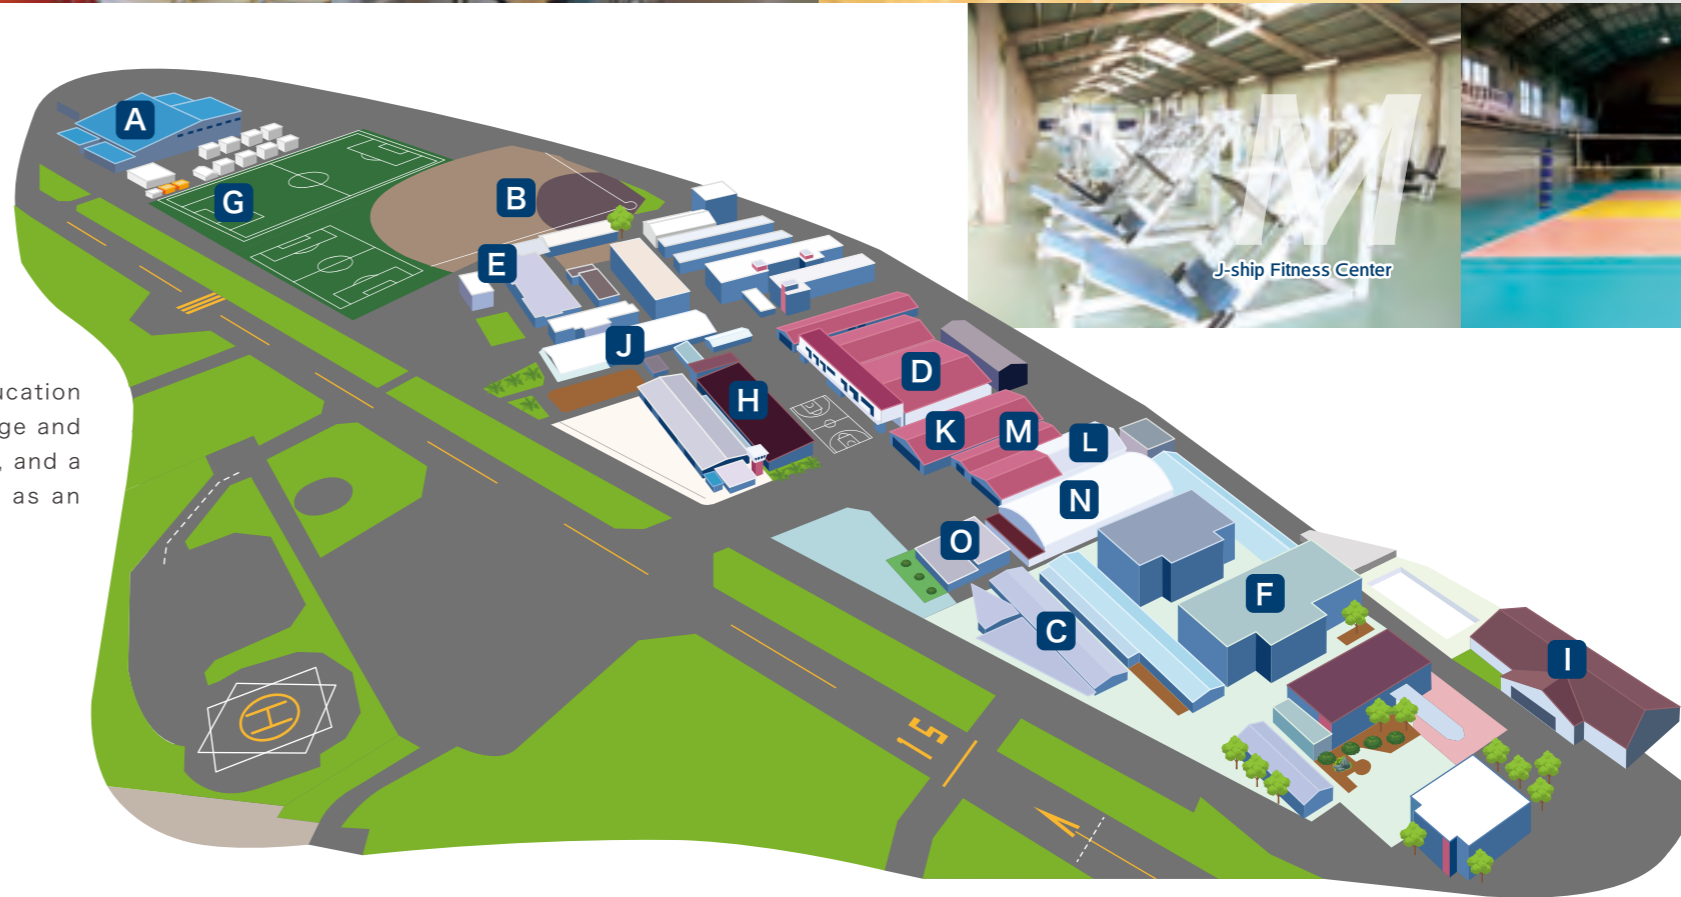 M
J-ship Fitness Center
ucation
ge and
, and a
as an
A
G
B
E
J
H
D
K
M
L
N
O
C
F
I
H
15